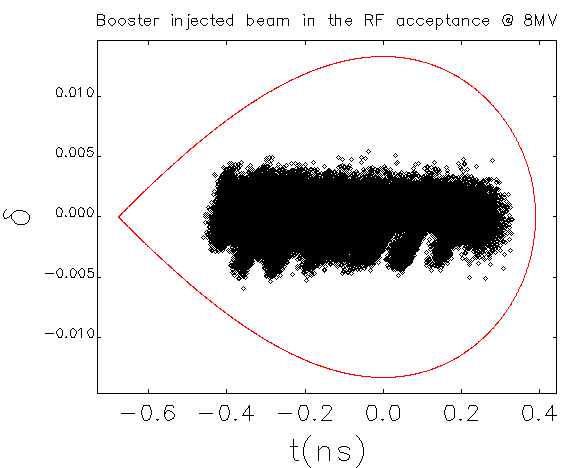 Booster injected beam in the RF acceptance @ 8MV
0.010
0.005
0.000
−0.005
−0.010
δ
−0.6 −0.4 −0.2 0.0 0.2 0.4
t(ns)